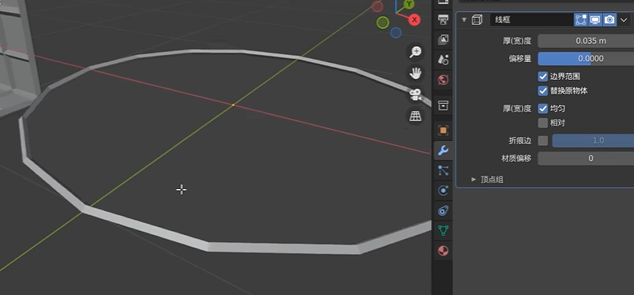 线框
厚(宽)度 0.035 m
偏移量 0.0000
边界范围
替换原物体
厚(宽)度 均匀
相对
折痕边 1.0
材质偏移 0
顶点组
X